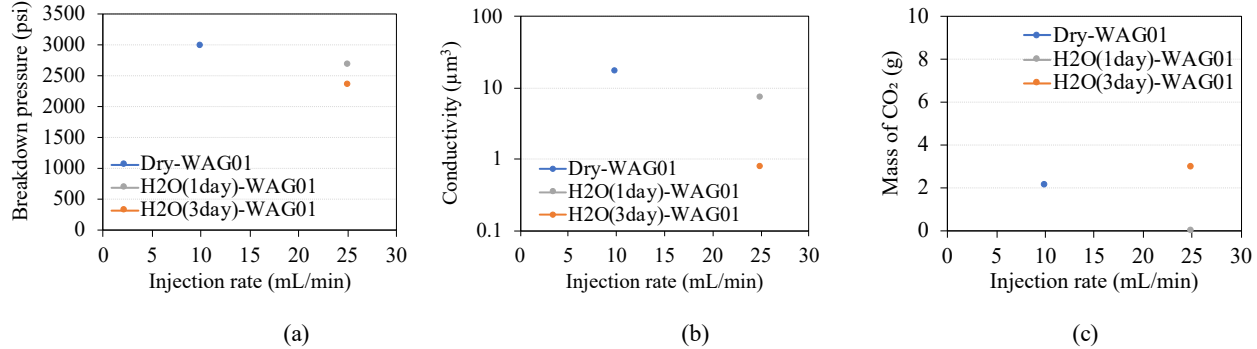 3500
3000
2500
2000
1500
1000
500
0
Breakdown pressure (psi)
Dry-WAG01
H2O(1day)-WAG01
H2O(3day)-WAG01
0 5 10 15 20 25 30
Injection rate (mL/min)
(a)
100
10
1
0.1
Conductivity (µm³)
Dry-WAG01
H2O(1day)-WAG01
H2O(3day)-WAG01
0 5 10 15 20 25 30
Injection rate (mL/min)
(b)
10
8
6
4
2
0
Mass of CO₂ (g)
Dry-WAG01
H2O(1day)-WAG01
H2O(3day)-WAG01
0 5 10 15 20 25 30
Injection rate (mL/min)
(c)